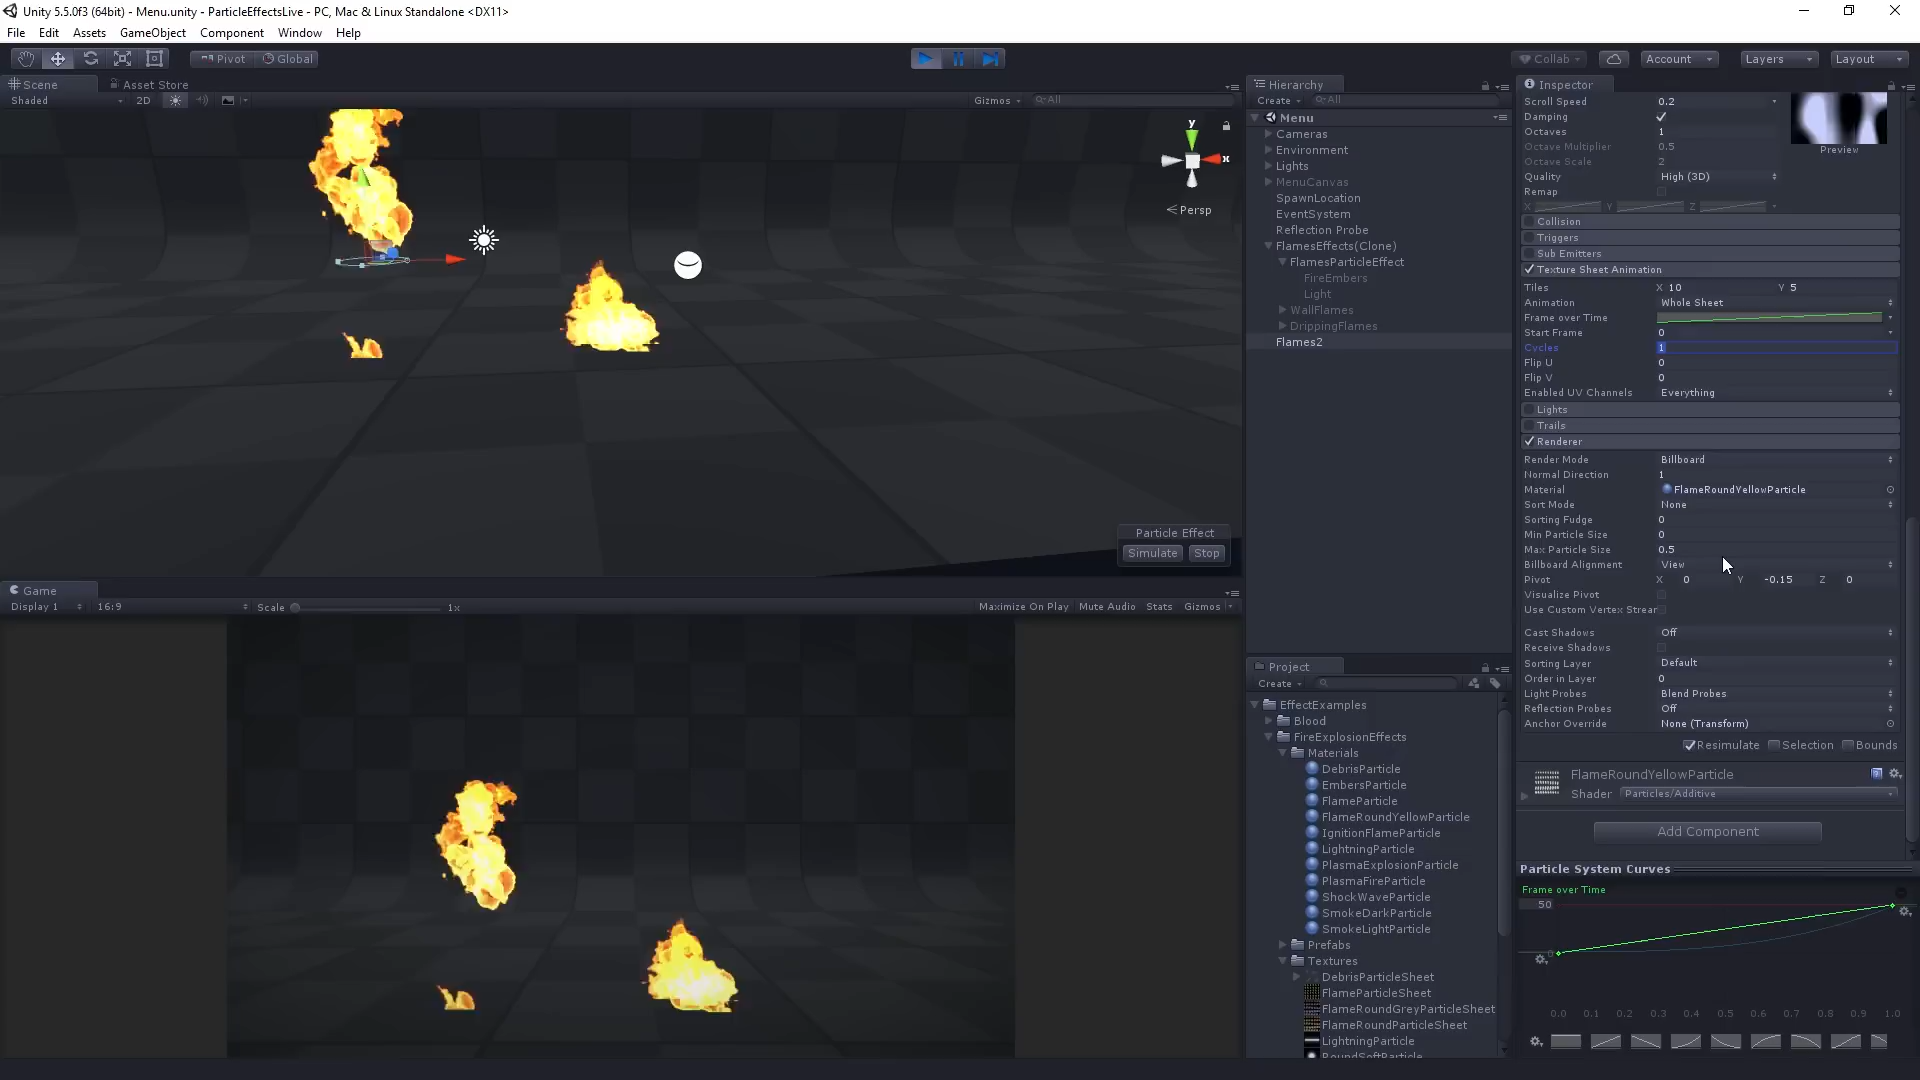 Unity 5.5.0f3 (64bit) - Menu.unity - ParticleEffectsLive - PC, Mac & Linux Standalone <DX11>
File Edit Assets GameObject Component Window Help
Pivot Global Collab Account Layers Layout
Scene Asset Store
Shaded 2D Gizmos All
y
x
Persp
Particle Effect
Simulate Stop
Game
Display 1 16:9 Scale 1x Maximize On Play Mute Audio Stats Gizmos
Hierarchy
Create All
Menu
Cameras
Environment
Lights
MenuCanvas
SpawnLocation
EventSystem
Reflection Probe
FlamesEffects(Clone)
FlamesParticleEffect
FireEmbers
Light
WallFlames
DrippingFlames
Flames2
Project
Create
EffectExamples
Blood
FireExplosionEffects
Materials
DebrisParticle
EmbersParticle
FlameParticle
FlameRoundYellowParticle
IgnitionFlameParticle
LightningParticle
PlasmaExplosionParticle
PlasmaFireParticle
ShockWaveParticle
SmokeDarkParticle
SmokeLightParticle
Prefabs
Textures
DebrisParticleSheet
FlameParticleSheet
FlameRoundGreyParticleSheet
FlameRoundParticleSheet
LightningParticle
RoundSoftParticle
Inspector
Scroll Speed 0.2
Damping
Octaves 1
Octave Multiplier 0.5
Octave Scale 2
Quality High (3D)
Remap
X Y Z
Preview
Collision
Triggers
Sub Emitters
Texture Sheet Animation
Tiles X 10 Y 5
Animation Whole Sheet
Frame over Time
Start Frame 0
Cycles 1
Flip U 0
Flip V 0
Enabled UV Channels Everything
Lights
Trails
Renderer
Render Mode Billboard
Normal Direction 1
Material FlameRoundYellowParticle
Sort Mode None
Sorting Fudge 0
Min Particle Size 0
Max Particle Size 0.5
Billboard Alignment View
Pivot X 0 Y -0.15 Z 0
Visualize Pivot
Use Custom Vertex Strear
Cast Shadows Off
Receive Shadows
Sorting Layer Default
Order in Layer 0
Light Probes Blend Probes
Reflection Probes Off
Anchor Override None (Transform)
Resimulate Selection Bounds
FlameRoundYellowParticle
Shader Particles/Additive
Add Component
Particle System Curves
Frame over Time
50
0
0.0 0.1 0.2 0.3 0.4 0.5 0.6 0.7 0.8 0.9 1.0